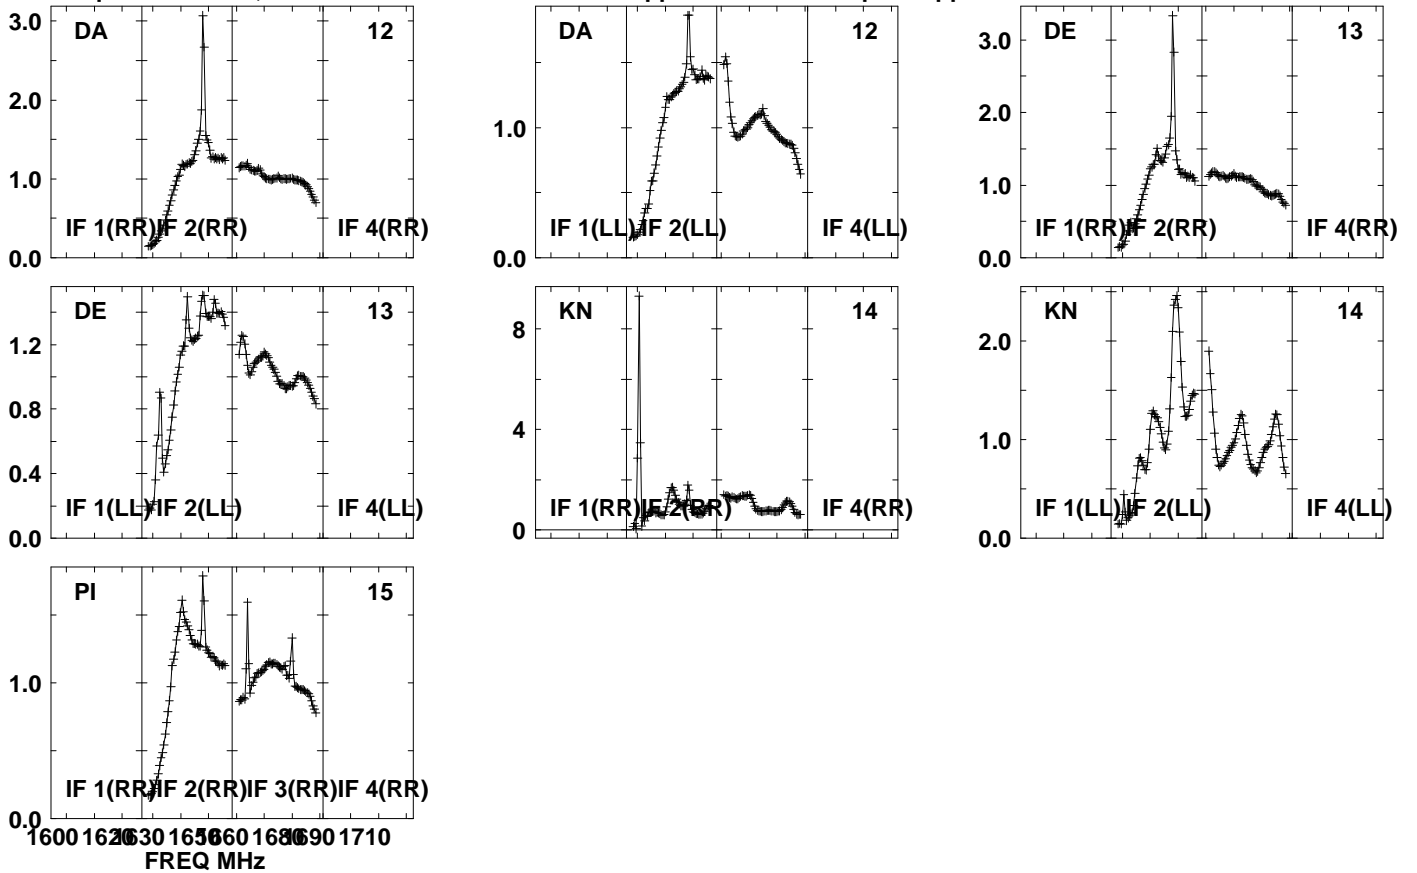 DA 12
3.0
2.0
1.0
0.0
IF 1(RR) IF 2(RR) IF 4(RR)
DA 12
1.0
0.0
IF 1(LL) IF 2(LL) IF 4(LL)
DE 13
3.0
2.0
1.0
0.0
IF 1(RR) IF 2(RR) IF 4(RR)
DE 13
1.2
0.8
0.4
0.0
IF 1(LL) IF 2(LL) IF 4(LL)
KN 14
8
4
0
IF 1(RR) IF 2(RR) IF 4(RR)
KN 14
2.0
1.0
0.0
IF 1(LL) IF 2(LL) IF 4(LL)
PI 15
1.0
0.0
IF 1(RR) IF 2(RR) IF 3(RR) IF 4(RR)
1600 1620 1630 1650 1660 1680 1690 1710
FREQ MHz